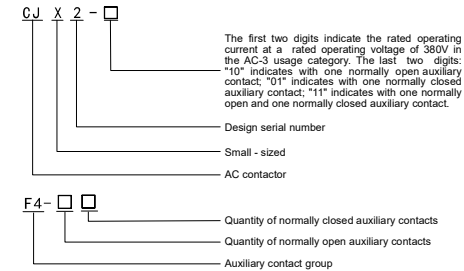 CJ X 2 - □
The first two digits indicate the rated operating
current at a rated operating voltage of 380V in
the AC-3 usage category. The last two digits:
"10" indicates with one normally open auxiliary
contact; "01" indicates with one normally closed
auxiliary contact; "11" indicates with one normally
open and one normally closed auxiliary contact.
Design serial number
Small - sized
AC contactor
F4- □ □
Quantity of normally closed auxiliary contacts
Quantity of normally open auxiliary contacts
Auxiliary contact group